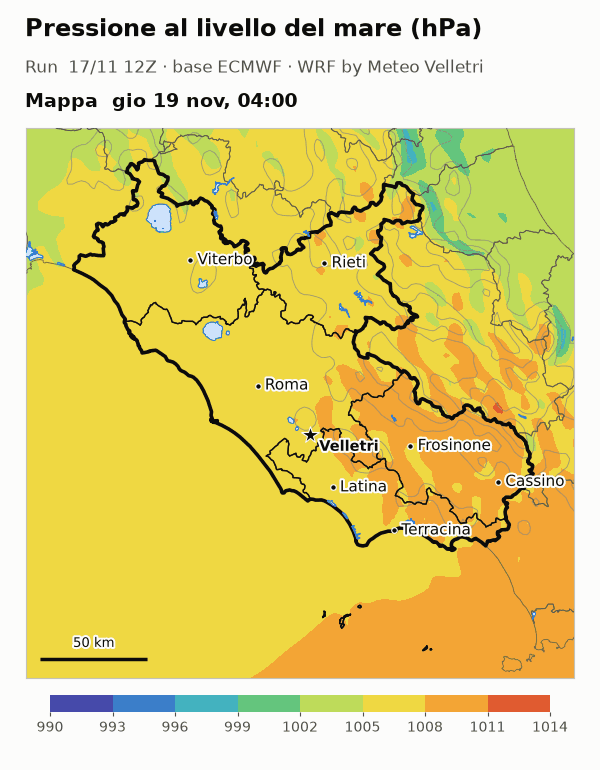 Pressione al livello del mare (hPa)
Run  17/11 12Z · base ECMWF · WRF by Meteo Velletri
Mappa  gio 19 nov, 04:00
Viterbo
Rieti
Roma
Velletri
Frosinone
Cassino
Latina
Terracina
50 km
990 993 996 999 1002 1005 1008 1011 1014